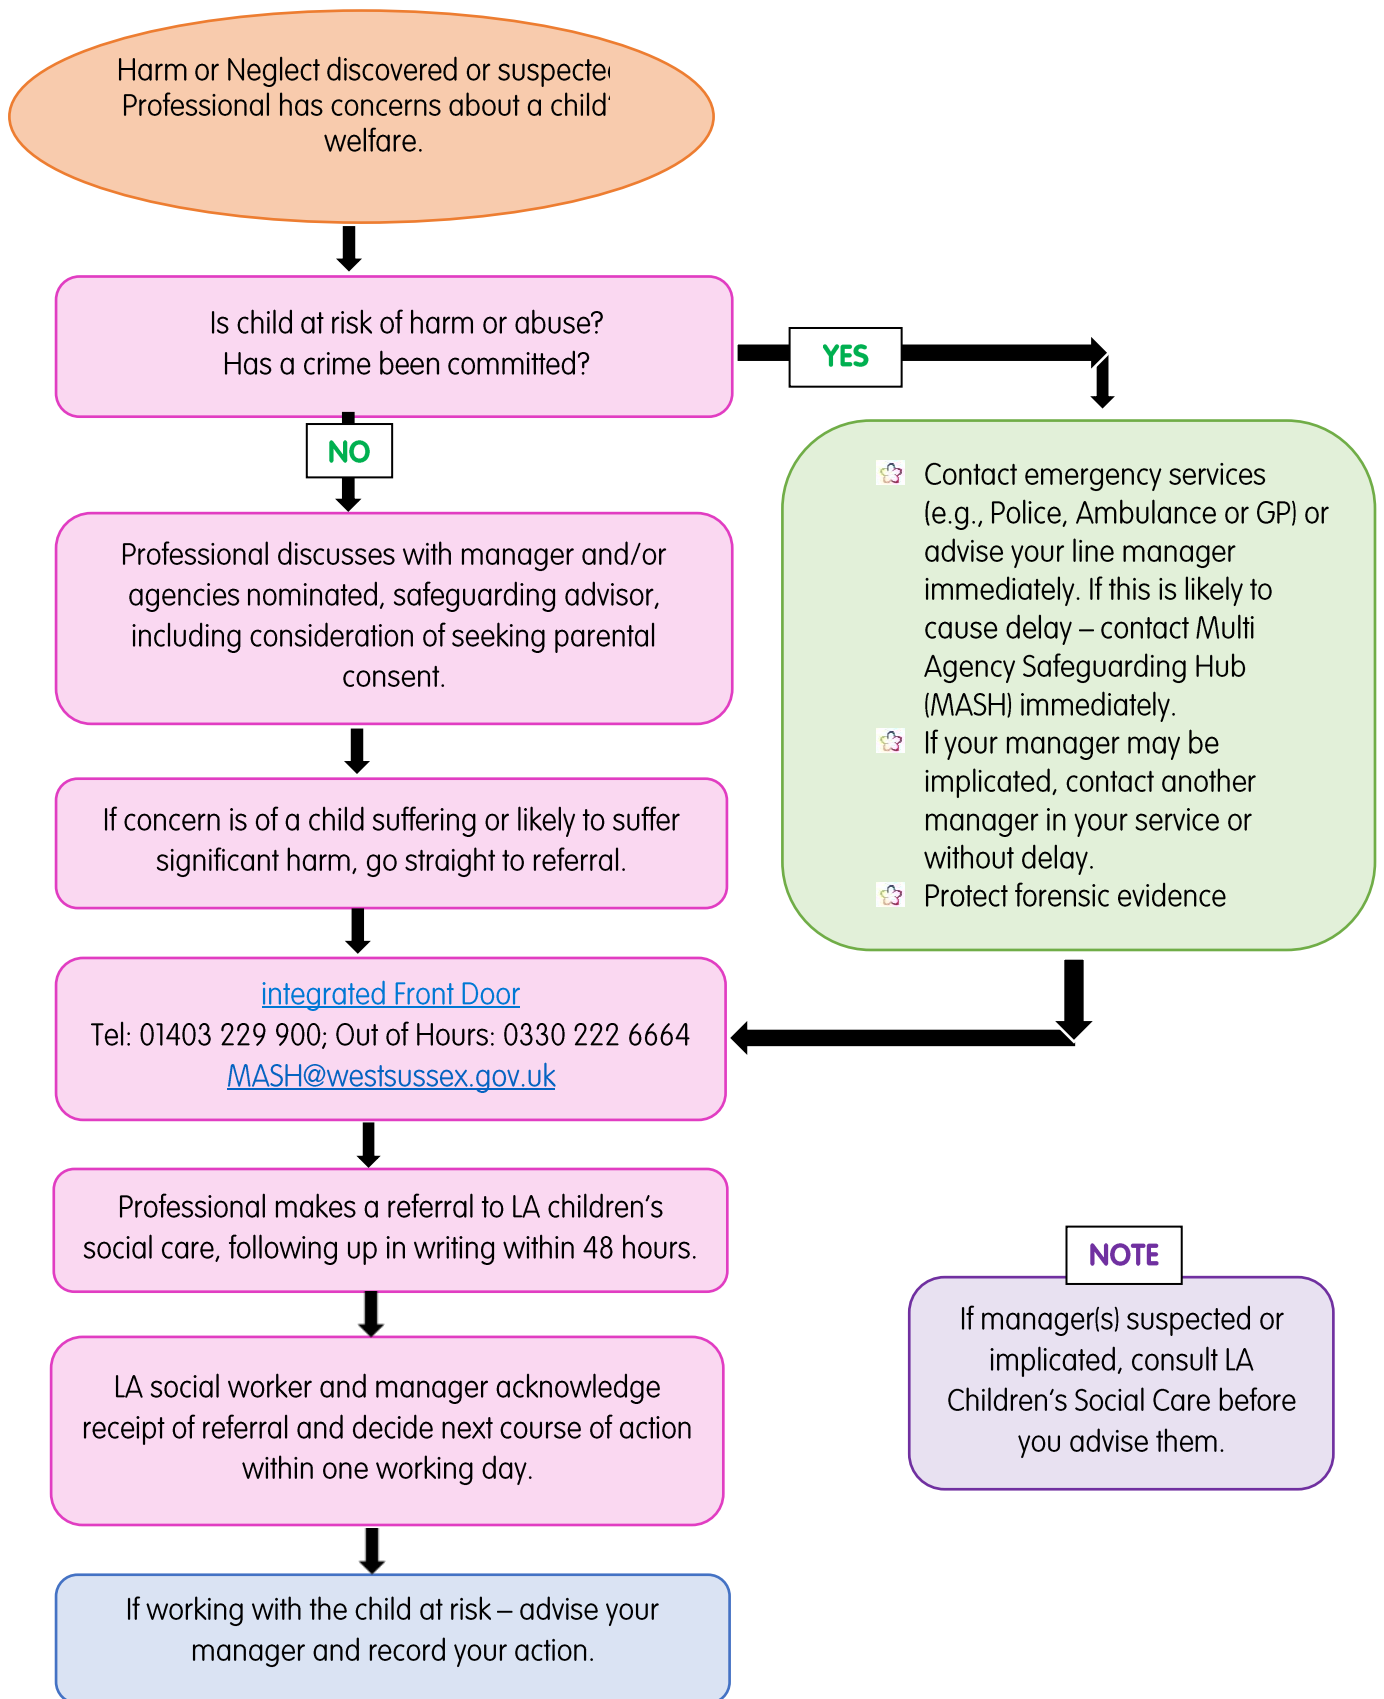 Harm or Neglect discovered or suspecte
Professional has concerns about a child'
welfare.
Is child at risk of harm or abuse?
Has a crime been committed?
YES
NO
Contact emergency services
(e.g., Police, Ambulance or GP) or
advise your line manager
immediately. If this is likely to
cause delay – contact Multi
Agency Safeguarding Hub
(MASH) immediately.
If your manager may be
implicated, contact another
manager in your service or
without delay.
Protect forensic evidence
Professional discusses with manager and/or
agencies nominated, safeguarding advisor,
including consideration of seeking parental
consent.
If concern is of a child suffering or likely to suffer
significant harm, go straight to referral.
integrated Front Door
Tel: 01403 229 900; Out of Hours: 0330 222 6664
MASH@westsussex.gov.uk
Professional makes a referral to LA children's
social care, following up in writing within 48 hours.
NOTE
If manager(s) suspected or
implicated, consult LA
Children's Social Care before
you advise them.
LA social worker and manager acknowledge
receipt of referral and decide next course of action
within one working day.
If working with the child at risk – advise your
manager and record your action.